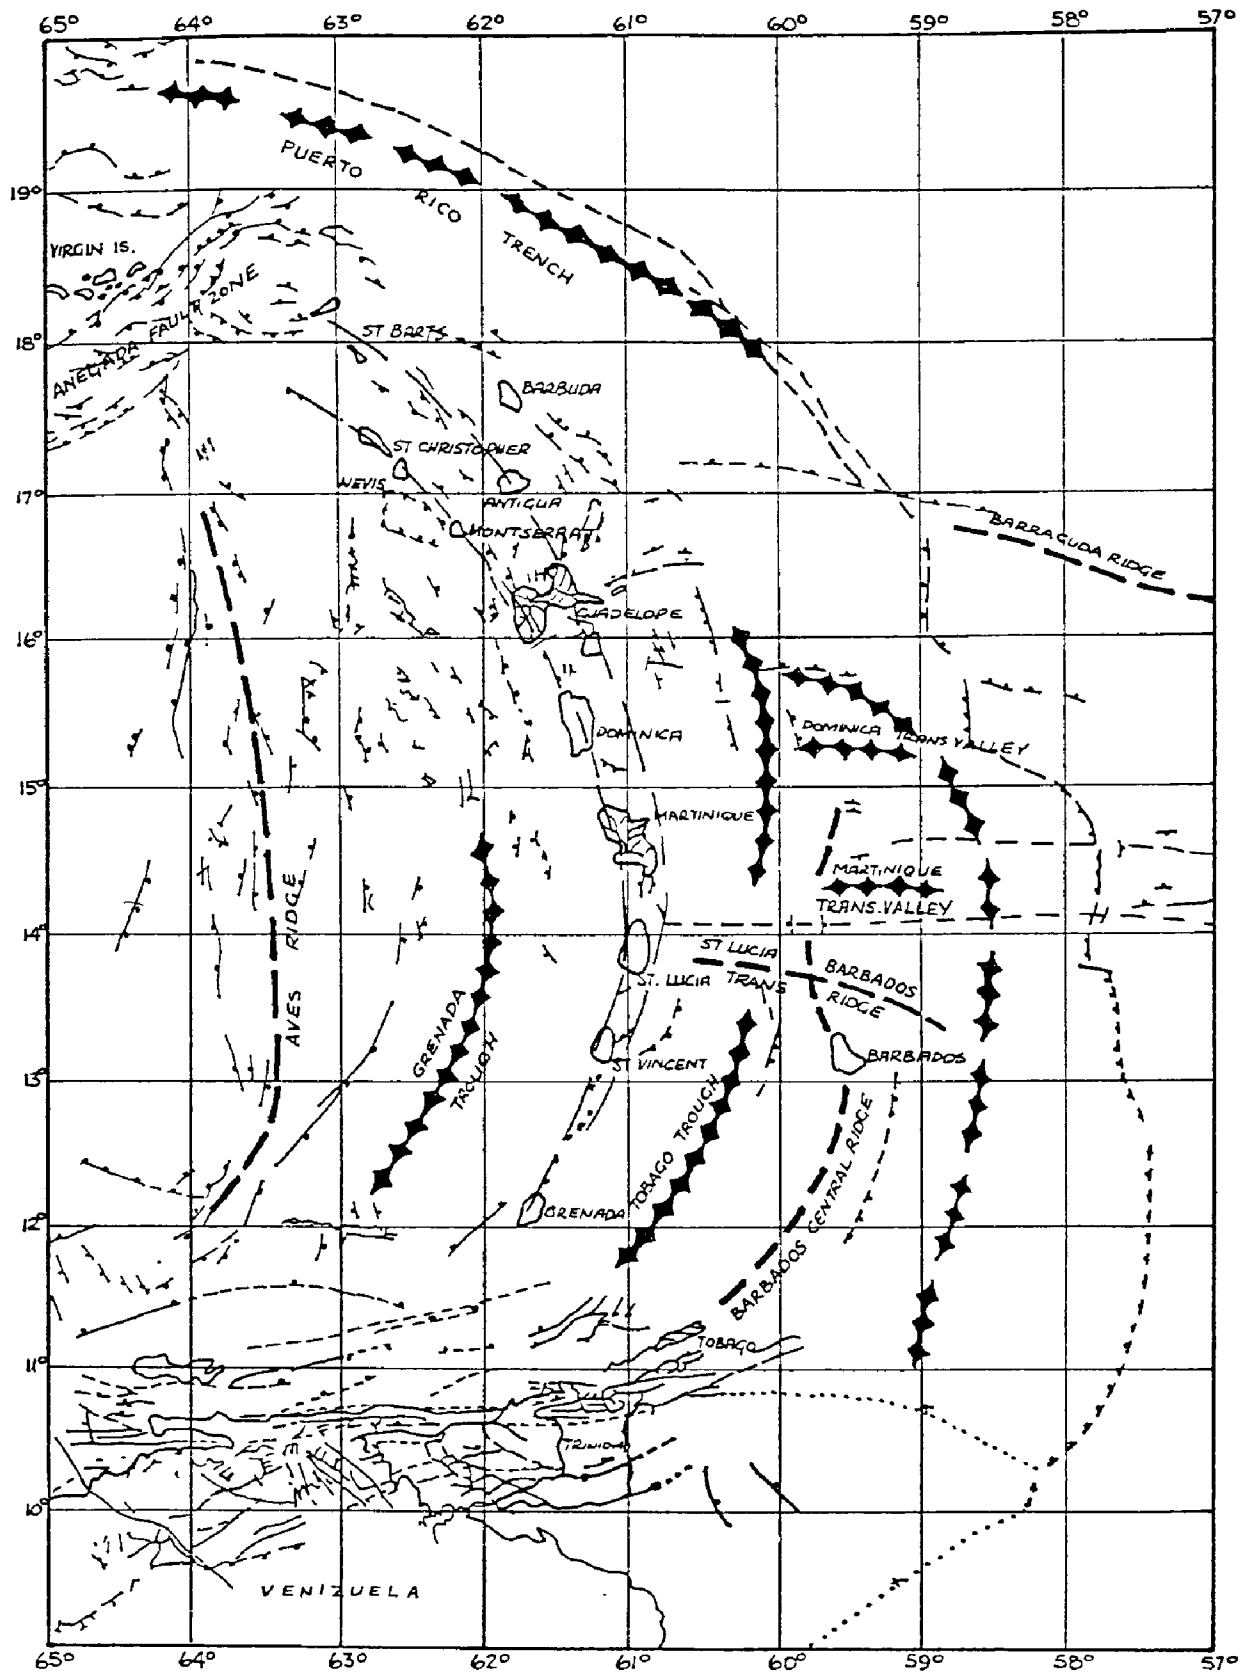 65° 64° 63° 62° 61° 60° 59° 58° 57°
PUERTO
RICO
TRENCH
19°
VIRGIN IS.
ANEGADA FAULT ZONE
ST BARTS
18°
BARBUDA
ST CHRISTOPHER
NEVIS
17°
ANTIGUA
MONTSERRAT
BARRACUDA RIDGE
GUADELOPE
16°
DOMINICA
DOMINICA TRANS VALLEY
15°
MARTINIQUE
MARTINIQUE
TRANS.VALLEY
AVES RIDGE
14°
ST LUCIA
BARBADOS
ST. LUCIA TRANS
RIDGE
GRENADA
TROUGH
ST VINCENT
BARBADOS
13°
TOBAGO TROUGH
BARBADOS CENTRAL RIDGE
GRENADA
12°
TOBAGO
11°
TRINIDAD
10°
VENIZUELA
65° 64° 63° 62° 61° 60° 59° 58° 57°